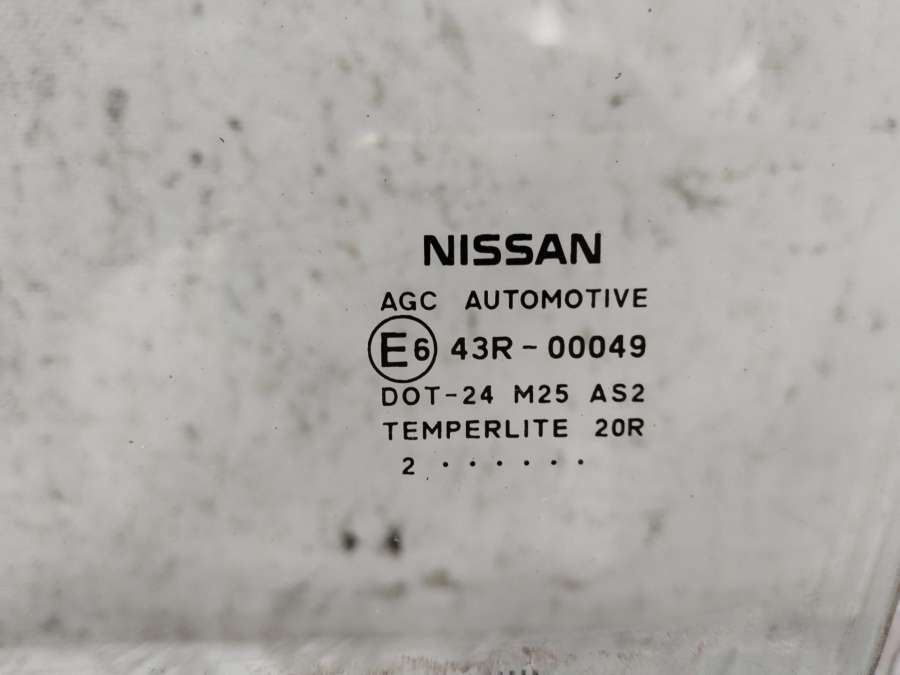 NISSAN
AGC AUTOMOTIVE
E6 43R-00049
DOT-24 M25 AS2
TEMPERLITE 20R
2 · · · · · ·